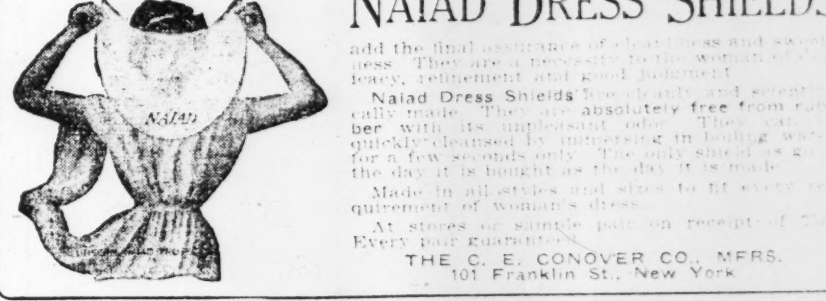 NAIAD DRESS SHIELDS
add the final assurance of cleanliness and sweet
ness They are a necessity to the woman of
icacy, refinement and good judgment
Naiad Dress Shields are cleanly and scientifi
cally made. They are absolutely free from rub
ber with its unpleasant odor. They can
quickly cleansed by immersing in boiling wat
for a few seconds only. The only shield as go
the day it is bought as the day it is made
Made in all styles and sizes to fit every re
quirement of woman's dress
At stores or sample pair on receipt of
Every pair guaranteed
THE C. E. CONOVER CO., MFRS.
101 Franklin St., New York
NAIAD